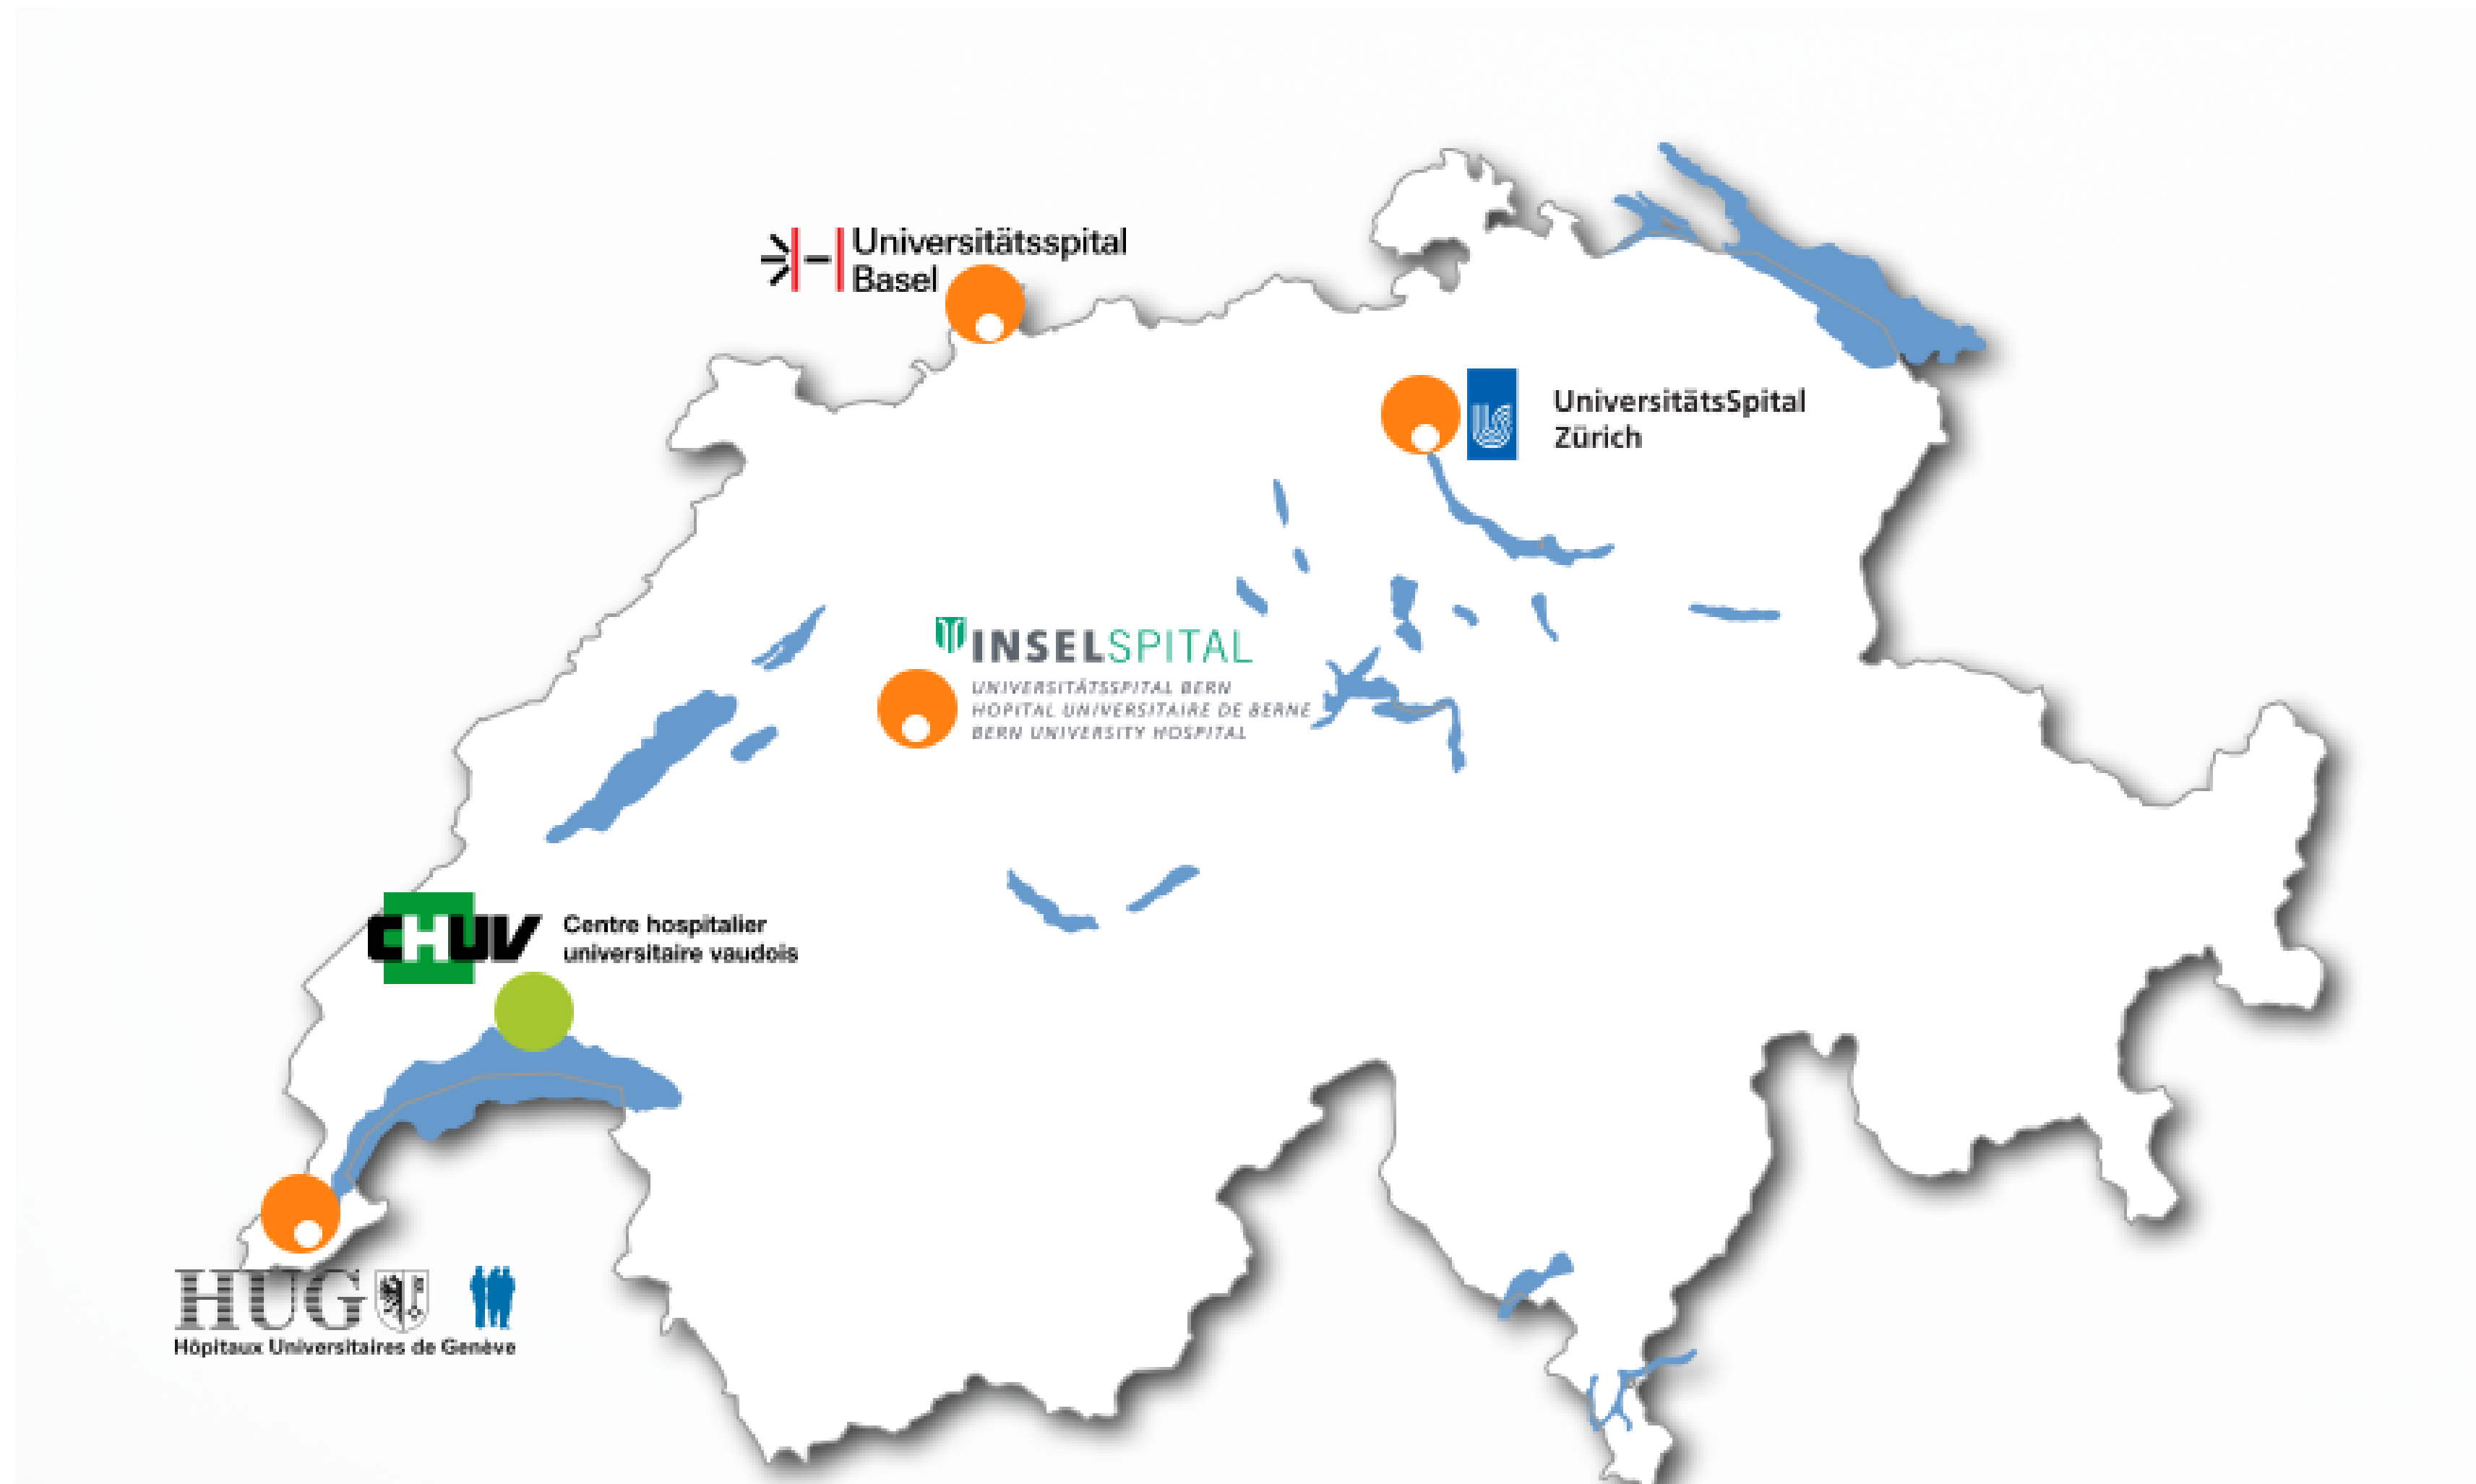 Universitätsspital
Basel
UniversitätsSpital
Zürich
INSELSPITAL
UNIVERSITÄTSSPITAL BERN
HOPITAL UNIVERSITAIRE DE BERNE
BERN UNIVERSITY HOSPITAL
CHUV
Centre hospitalier
universitaire vaudois
HUG
Hôpitaux Universitaires de Genève